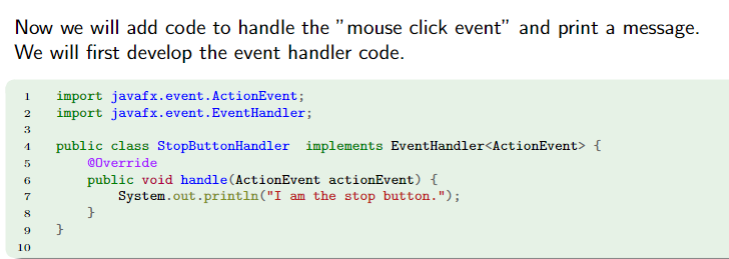 Now we will add code to handle the "mouse click event" and print a message.
We will first develop the event handler code.
1 import javafx.event.ActionEvent;
2 import javafx.event.EventHandler;
3
4 public class StopButtonHandler  implements EventHandler<ActionEvent> {
5     @Override
6     public void handle(ActionEvent actionEvent) {
7         System.out.println("I am the stop button.");
8     }
9 }
10